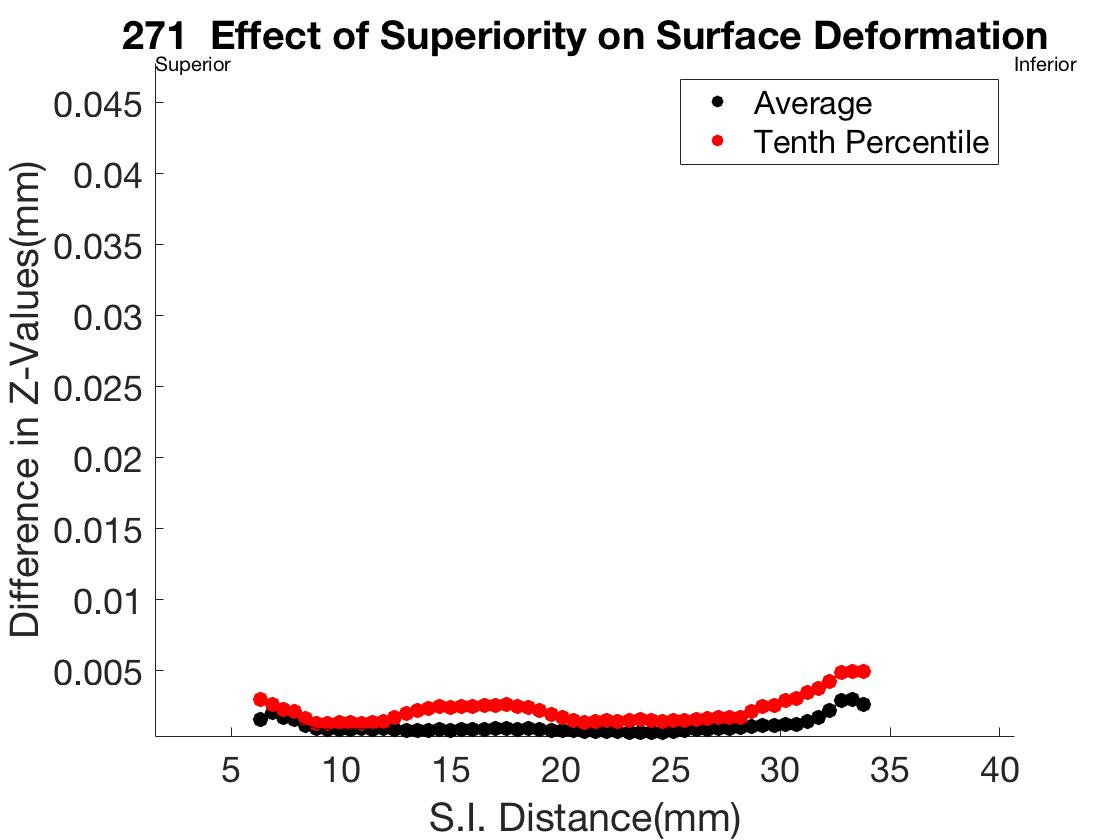 271 Effect of Superiority on Surface Deformation
Superior
Inferior
Average
Tenth Percentile
0.045
0.04
0.035
0.03
0.025
0.02
0.015
0.01
0.005
Difference in Z-Values(mm)
5 10 15 20 25 30 35 40
S.I. Distance(mm)